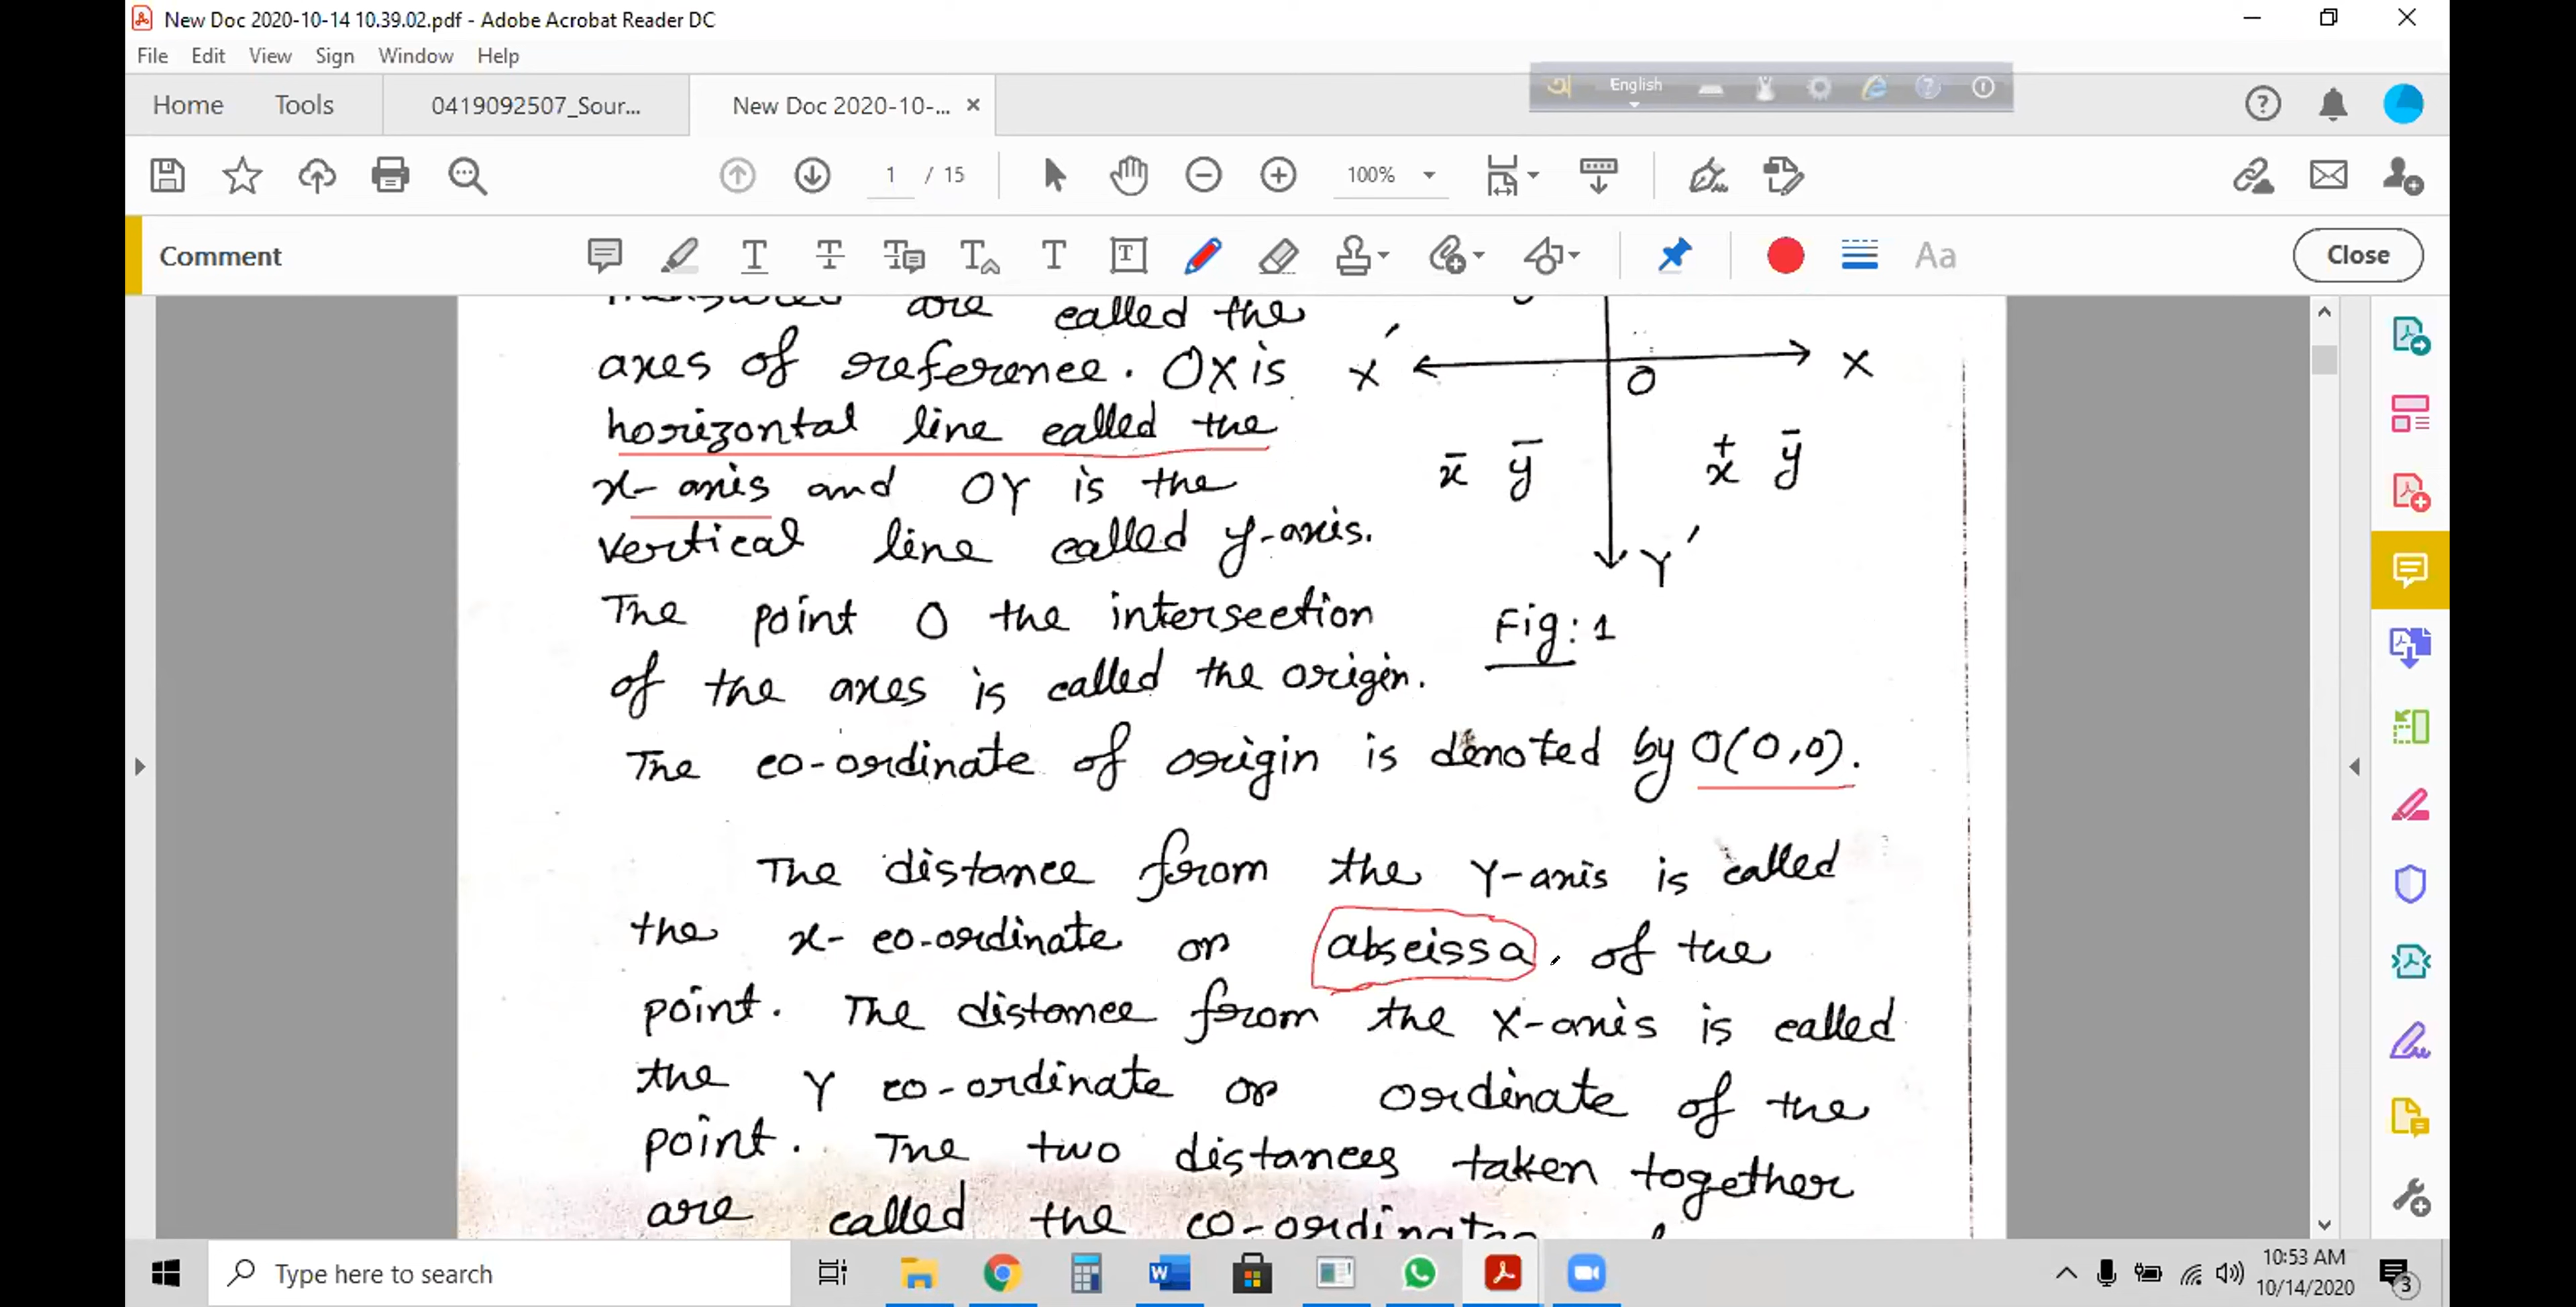 New Doc 2020-10-14 10.39.02.pdf - Adobe Acrobat Reader DC
File Edit View Sign Window Help
Home Tools 0419092507_Sour... New Doc 2020-10-... ×
English
1 / 15 100%
Comment Close
are called the
axes of reference. OX is
horizontal line called the
x-axis and OY is the
vertical line called y-axis.
The point O the intersection
of the axes is called the origin.
X' O X
x̄ ȳ
+
x ȳ
Y'
Fig: 1
The co-ordinate of origin is denoted by O(0,0).
The distance from the Y-axis is called
the x- co-ordinate or abscissa of the
point. The distance from the X-axis is called
the Y co-ordinate or ordinate of the
point. The two distances taken together
are called the co-ordinates
Type here to search
10:53 AM
10/14/2020
3